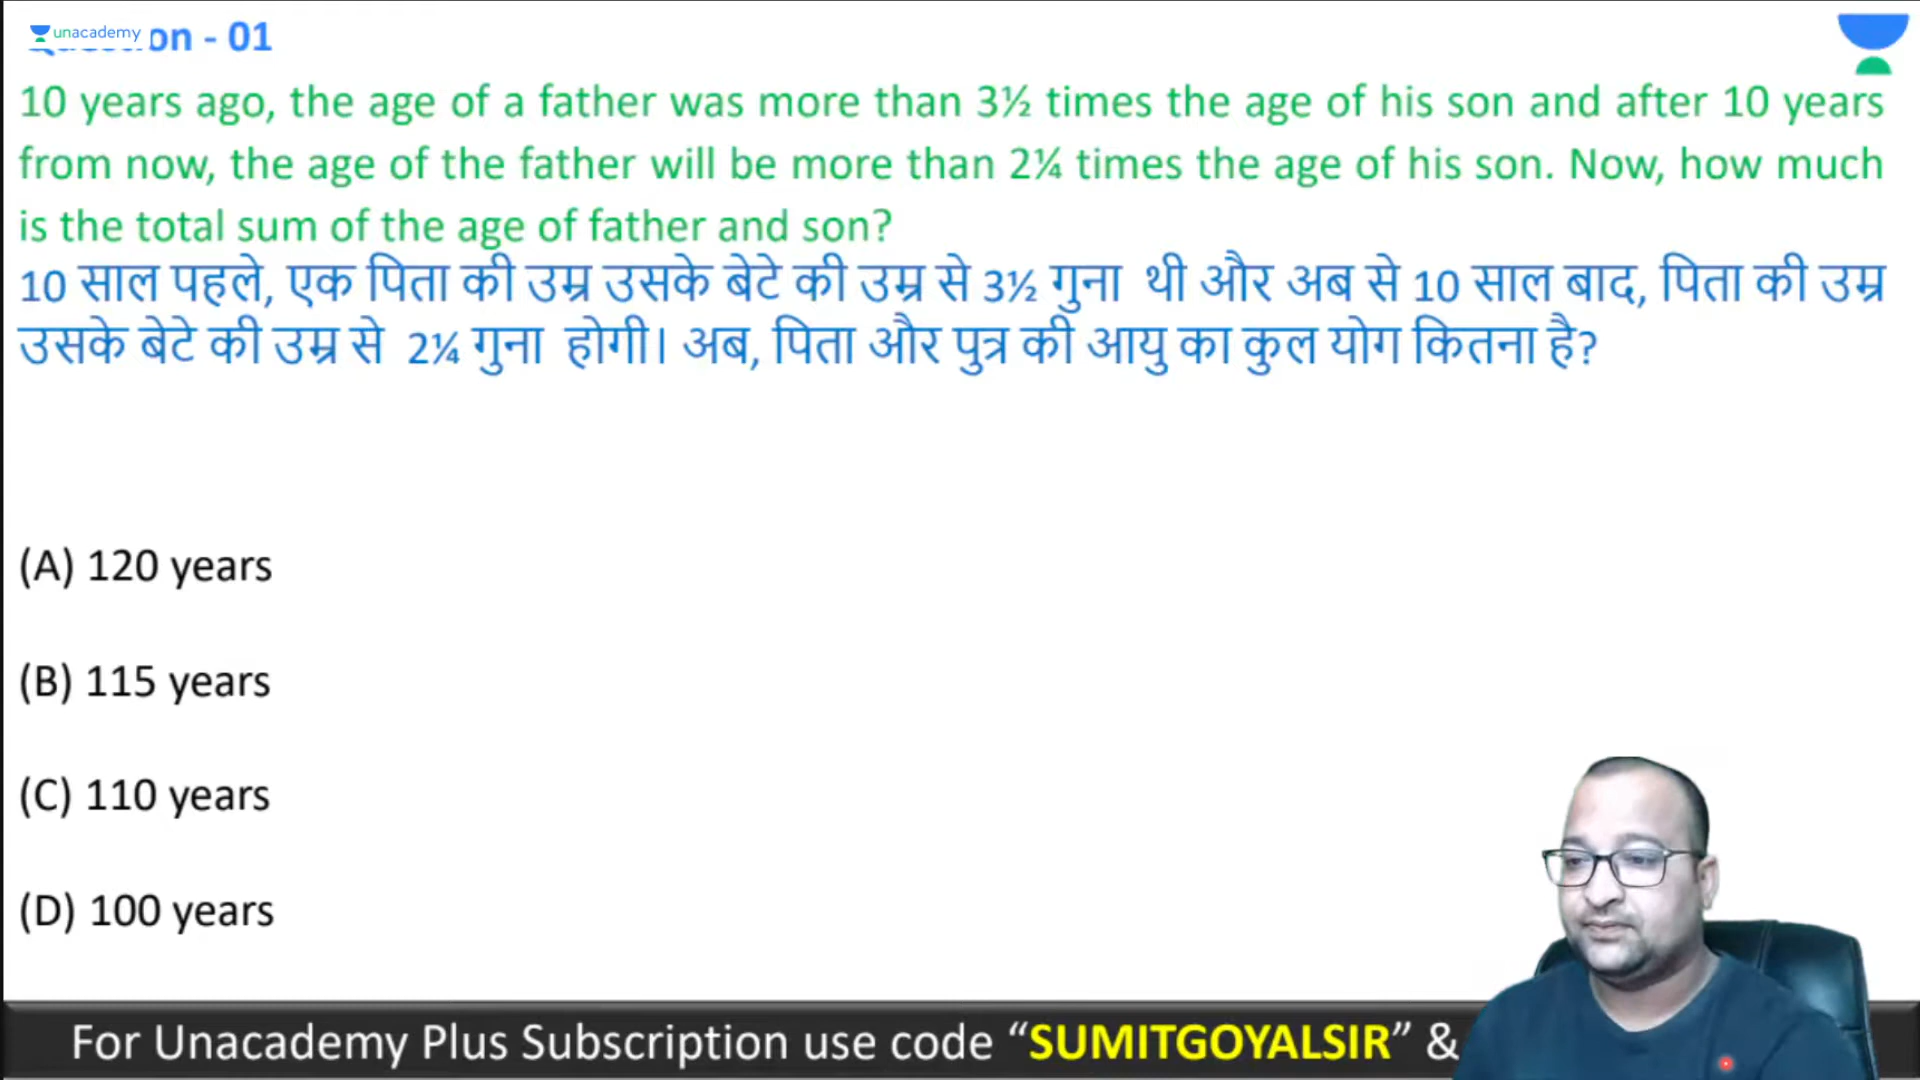 unacademy
on - 01
10 years ago, the age of a father was more than 3½ times the age of his son and after 10 years
from now, the age of the father will be more than 2¼ times the age of his son. Now, how much
is the total sum of the age of father and son?
10 साल पहले, एक पिता की उम्र उसके बेटे की उम्र से 3½ गुना थी और अब से 10 साल बाद, पिता की उम्र
उसके बेटे की उम्र से 2¼ गुना होगी। अब, पिता और पुत्र की आयु का कुल योग कितना है?
(A) 120 years
(B) 115 years
(C) 110 years
(D) 100 years
For Unacademy Plus Subscription use code “SUMITGOYALSIR” &